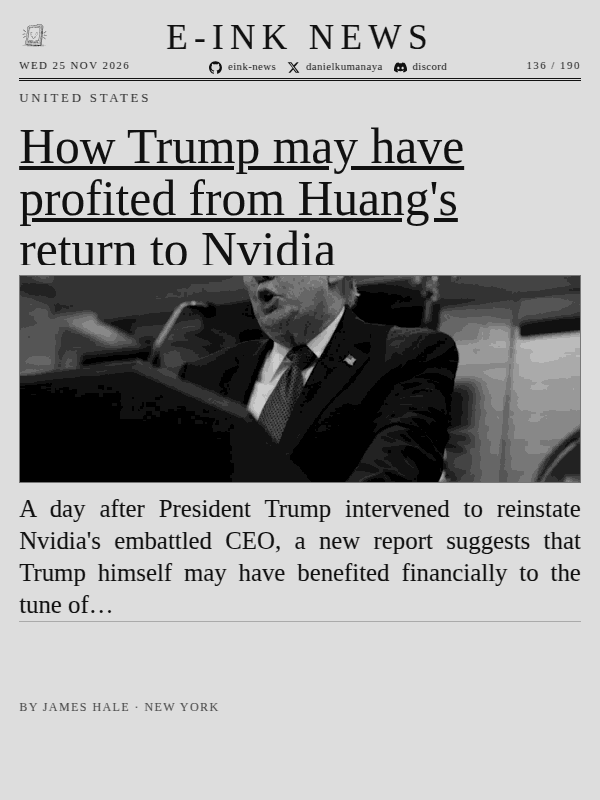 E-INK NEWS
WED 25 NOV 2026
eink-news
danielkumanaya
discord
136 / 190
UNITED STATES
How Trump may have
profited from Huang's
return to Nvidia
A day after President Trump intervened to reinstate
Nvidia's embattled CEO, a new report suggests that
Trump himself may have benefited financially to the
tune of…
BY JAMES HALE · NEW YORK